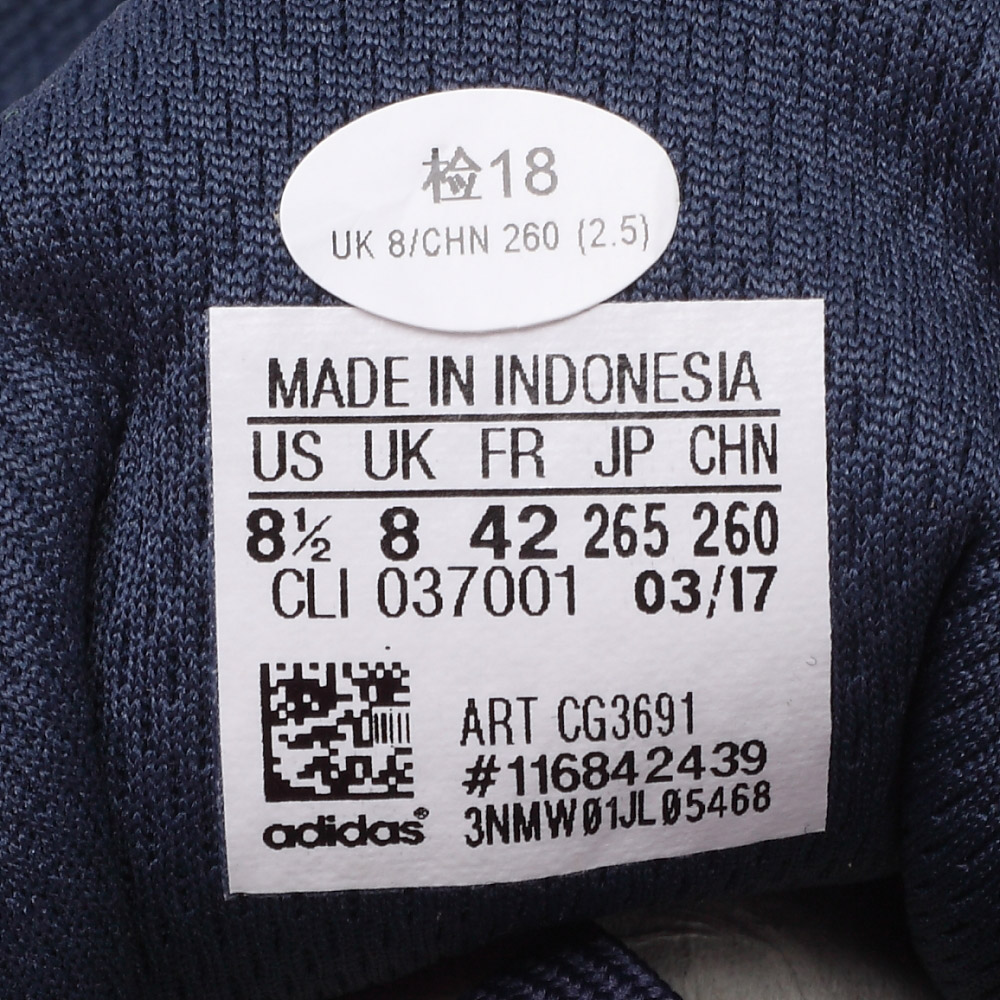 检18
UK 8/CHN 260 (2.5)
MADE IN INDONESIA
US UK FR JP CHN
8½ 8 42 265 260
CLI 037001 03/17
ART CG3691
#116842439
adidas® 3NMW01JL05468